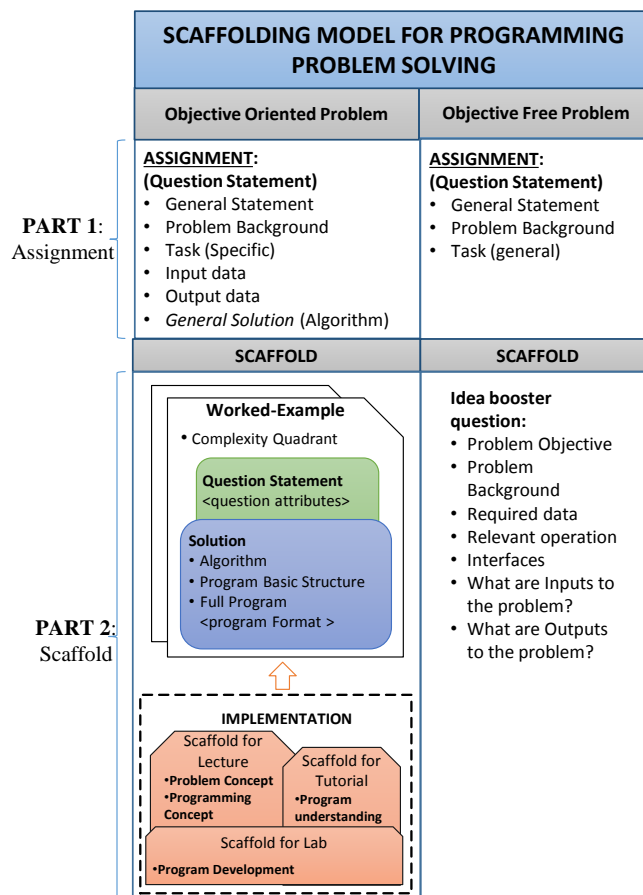 SCAFFOLDING MODEL FOR PROGRAMMING
PROBLEM SOLVING
Objective Oriented Problem
Objective Free Problem
PART 1:
Assignment
ASSIGNMENT:
(Question Statement)
• General Statement
• Problem Background
• Task (Specific)
• Input data
• Output data
• General Solution (Algorithm)
ASSIGNMENT:
(Question Statement)
• General Statement
• Problem Background
• Task (general)
SCAFFOLD
SCAFFOLD
PART 2:
Scaffold
Worked-Example
• Complexity Quadrant
Question Statement
<question attributes>
Solution
• Algorithm
• Program Basic Structure
• Full Program
<program Format >
IMPLEMENTATION
Scaffold for
Lecture
•Problem Concept
•Programming
Concept
Scaffold for
Tutorial
•Program
understanding
Scaffold for Lab
•Program Development
Idea booster
question:
• Problem Objective
• Problem
Background
• Required data
• Relevant operation
• Interfaces
• What are Inputs to
the problem?
• What are Outputs
to the problem?